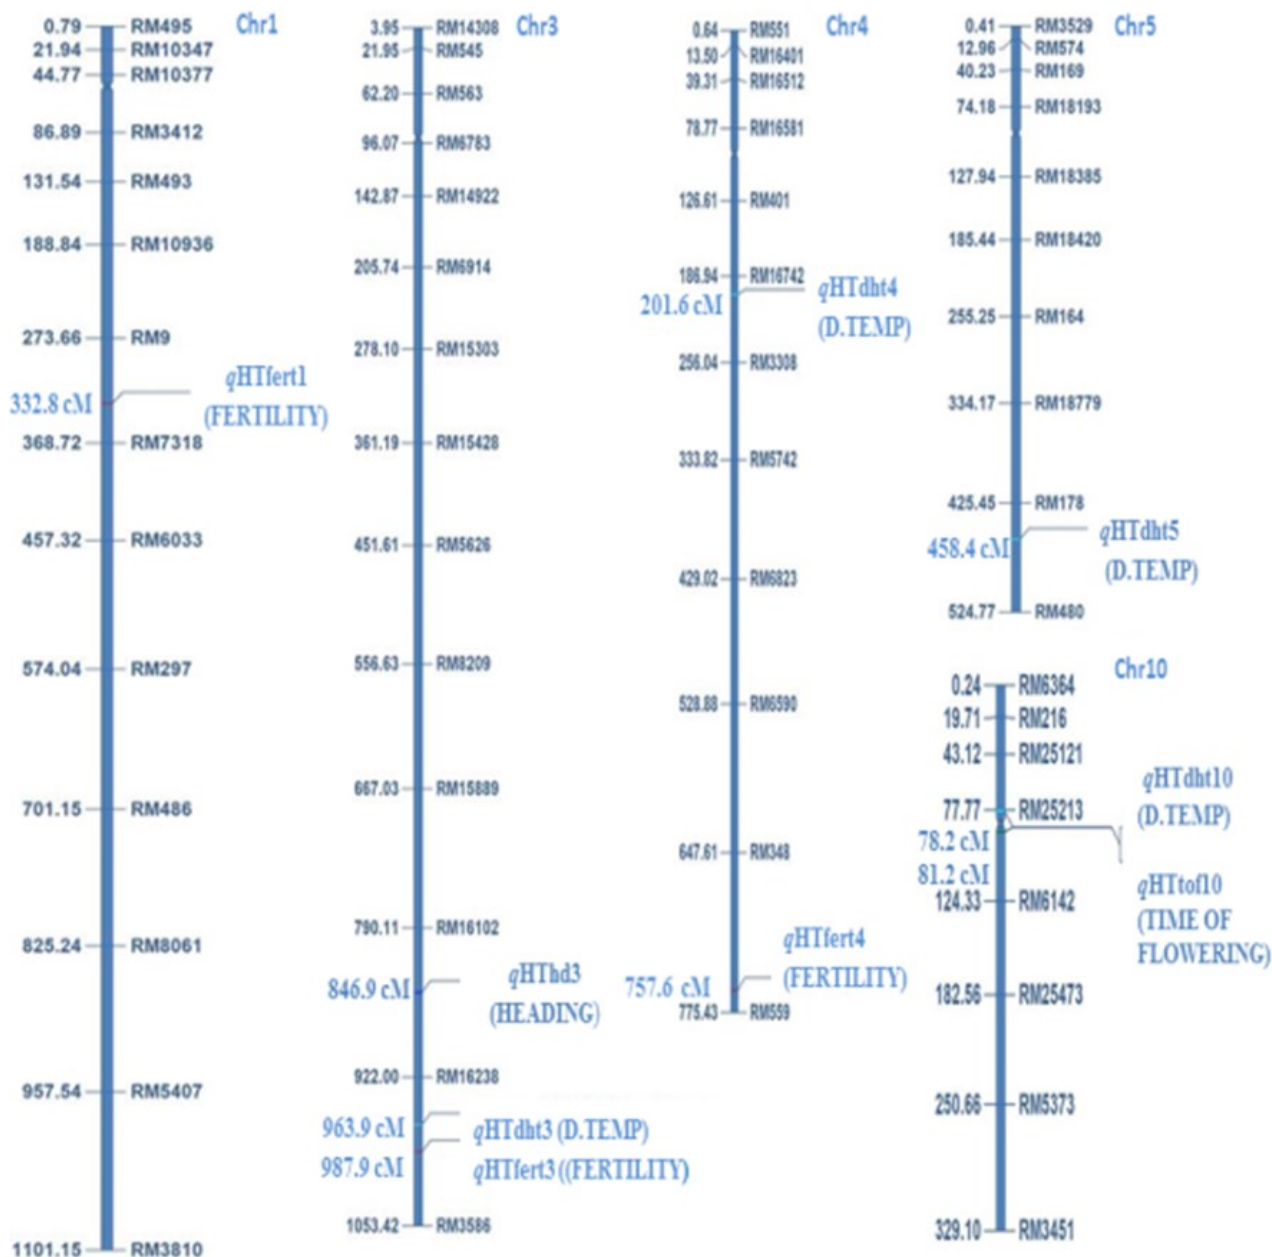 Chr1
0.79 RM495
21.94 RM10347
44.77 RM10377
86.89 RM3412
131.54 RM493
188.84 RM10936
273.66 RM9
qHTfert1
332.8 cM
(FERTILITY)
368.72 RM7318
457.32 RM6033
574.04 RM297
701.15 RM486
825.24 RM8061
957.54 RM5407
1101.15 RM3810
Chr3
3.95 RM14308
21.95 RM545
62.20 RM563
96.07 RM6783
142.87 RM14922
205.74 RM6914
278.10 RM15303
361.19 RM15428
451.61 RM5626
556.63 RM8209
667.03 RM15889
790.11 RM16102
846.9 cM
qHThd3
(HEADING)
922.00 RM16238
963.9 cM
qHTdht3 (D.TEMP)
987.9 cM
qHTfert3 ((FERTILITY)
1053.42 RM3586
Chr4
0.64 RM551
13.50 RM16401
39.31 RM16512
78.77 RM16581
126.61 RM401
186.94 RM16742
201.6 cM
qHTdht4
(D.TEMP)
256.04 RM3308
333.82 RM5742
429.02 RM6823
528.88 RM6590
647.61 RM348
757.6 cM
qHTfert4
(FERTILITY)
775.43 RM559
Chr5
0.41 RM3529
12.96 RM574
40.23 RM169
74.18 RM18193
127.94 RM18385
185.44 RM18420
255.25 RM164
334.17 RM18779
425.45 RM178
458.4 cM
qHTdht5
(D.TEMP)
524.77 RM480
Chr10
0.24 RM6364
19.71 RM216
43.12 RM25121
77.77 RM25213
78.2 cM
qHTdht10
(D.TEMP)
81.2 cM
qHTtof10
(TIME OF
FLOWERING)
124.33 RM6142
182.56 RM25473
250.66 RM5373
329.10 RM3451